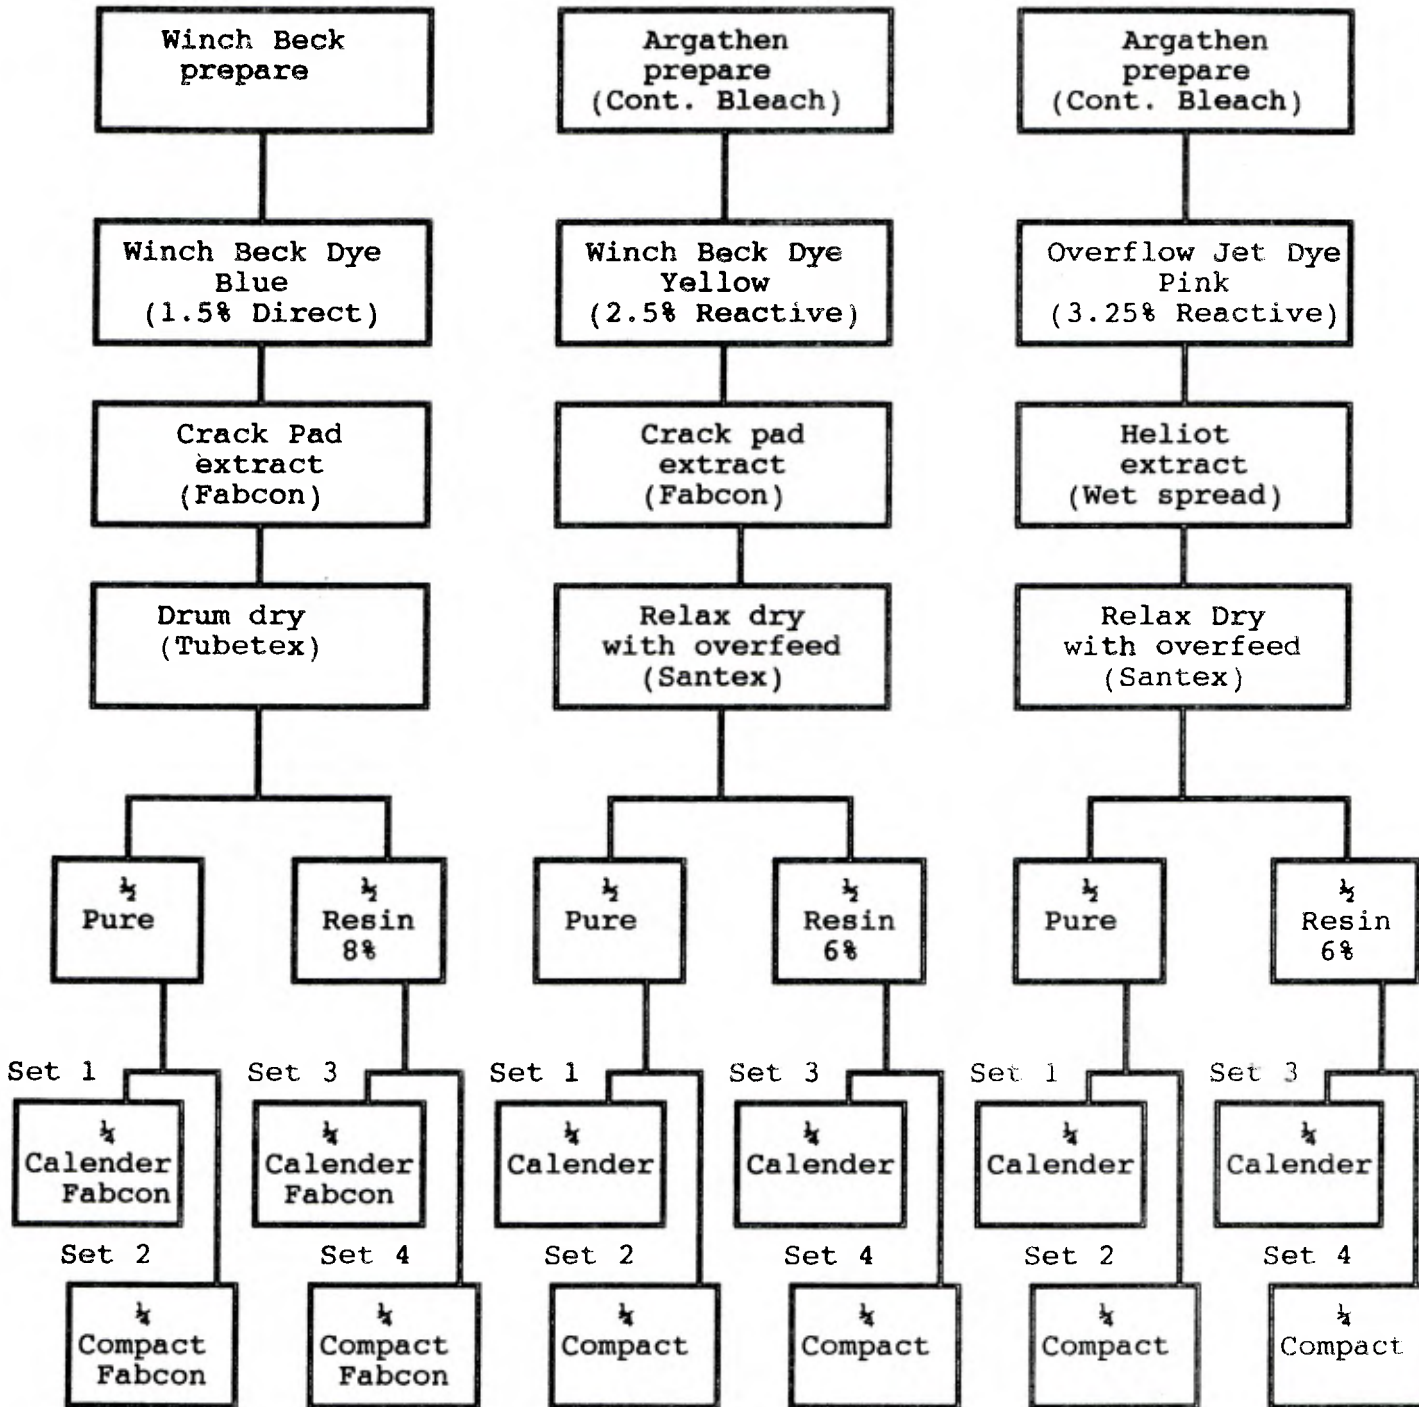 Winch Beck
prepare
Argathen
prepare
(Cont. Bleach)
Argathen
prepare
(Cont. Bleach)
Winch Beck Dye
Blue
(1.5% Direct)
Winch Beck Dye
Yellow
(2.5% Reactive)
Overflow Jet Dye
Pink
(3.25% Reactive)
Crack Pad
extract
(Fabcon)
Crack pad
extract
(Fabcon)
Heliot
extract
(Wet spread)
Drum dry
(Tubetex)
Relax dry
with overfeed
(Santex)
Relax Dry
with overfeed
(Santex)
½
Pure
½
Resin
8%
½
Pure
½
Resin
6%
½
Pure
½
Resin
6%
Set 1
¼
Calender
Fabcon
Set 3
¼
Calender
Fabcon
Set 1
¼
Calender
Set 3
¼
Calender
Set 1
¼
Calender
Set 3
¼
Calender
Set 2
¼
Compact
Fabcon
Set 4
¼
Compact
Fabcon
Set 2
¼
Compact
Set 4
¼
Compact
Set 2
¼
Compact
Set 4
¼
Compact